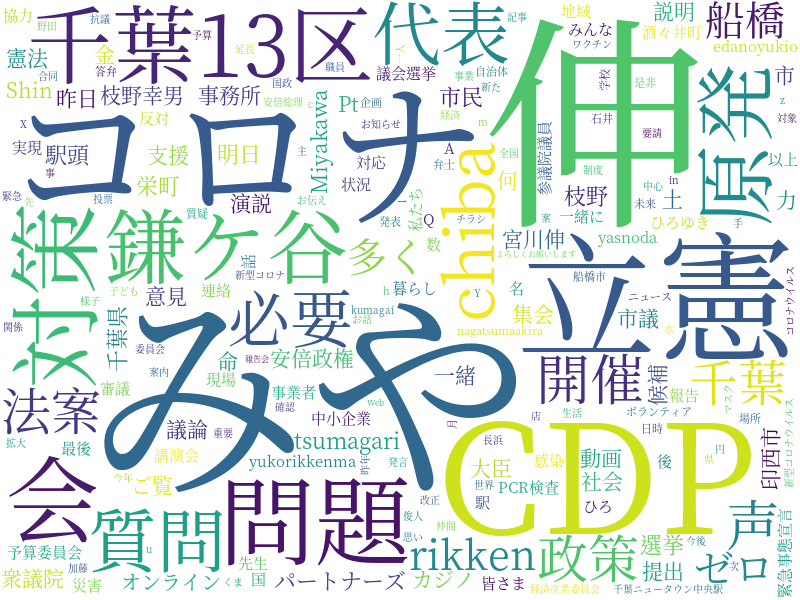 協力
野田
抗議
予算
延長
千葉13区
代表
伸
船橋
説明
地域
みんな
ワクチン
酒々井町
edanoyukio
憲法
金
合同
答弁
職員
国政
人
記事
議会選挙
事業
自治体
新た
学校
是非
市
z
対象
Shin
昨日
枝野幸男
事務所
安倍総理
c
Pt
企画
市民
経済
m
石井
要請
原発
x
反対
コロナ
お知らせ
A
弁士
全国
制度
以上
実現
駅頭
支援
明日
主
Miyakawa
対応
参議院議員
枝野
中心
in
事
緊急
栄町
状況
chiba
何
一緒に
未来
土
力
先
投票
演説
お伝え
私たち
l
発表
Q
チラシ
案
ひろゆき
手
対策
鎌ケ谷
質疑
多く
数
宮川伸
yasnoda
よろしくお願いします
話
新型コロナ
立憲
船橋市
子ども
様子
意見
連絡
h
暮らし
Y
名
集会
ニュース
コロナウイルス
関係
千葉県
必要
kumagai
お話
nagatsumaakira
市議
水
委員会
命
報告会
安倍政権
みや
開催
候補
千葉
法案
審議
案内
現場
事業者
Web
一緒
店
生活
報告
マスク
拡大
最後
議論
重要
確認
中小企業
月
CDP
ボランティア
場所
新型コロナウイルス
会
講演会
tsumagari
長浜
日時
円
県
今年
ご覧
yukorikkenma
昨年
発言
大臣
感染
動画
後
印西市
問題
世界
駅
PCR検査
社会
ひろ
声
質問
改正
rikken
政策
選挙
今後
予算委員会
u
先生
俊人
仲間
思い
提出
ゼロ
次
緊急事態宣言
衆議院
加藤
災害
オンライン
くま
国
パートナーズ
カジノ
皆さま
経済産業委員会
千葉ニュータウン中央駅